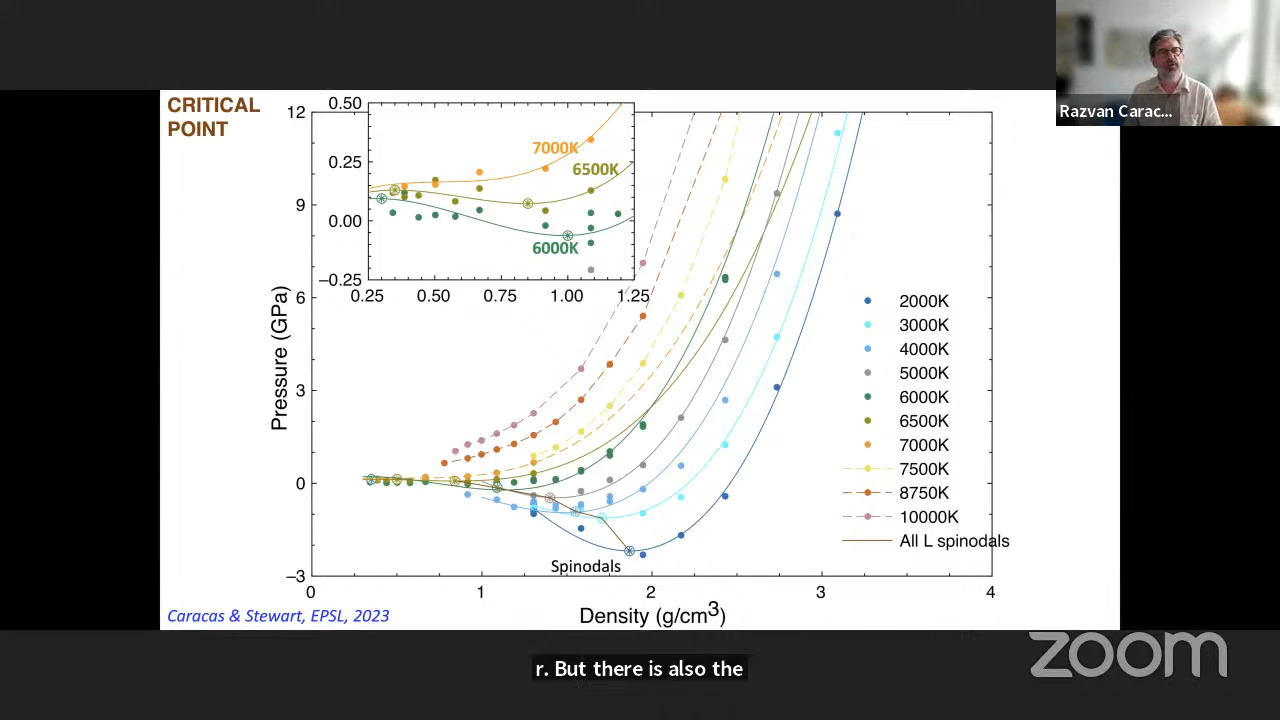 CRITICAL
POINT
Razvan Carac...
0.50
0.25
0.00
−0.25
0.25 0.50 0.75 1.00 1.25
7000K
6500K
6000K
12
9
6
3
0
−3
Pressure (GPa)
2000K
3000K
4000K
5000K
6000K
6500K
7000K
7500K
8750K
10000K
All L spinodals
Spinodals
0 1 2 3 4
Density (g/cm3)
Caracas & Stewart, EPSL, 2023
zoom
r. But there is also the